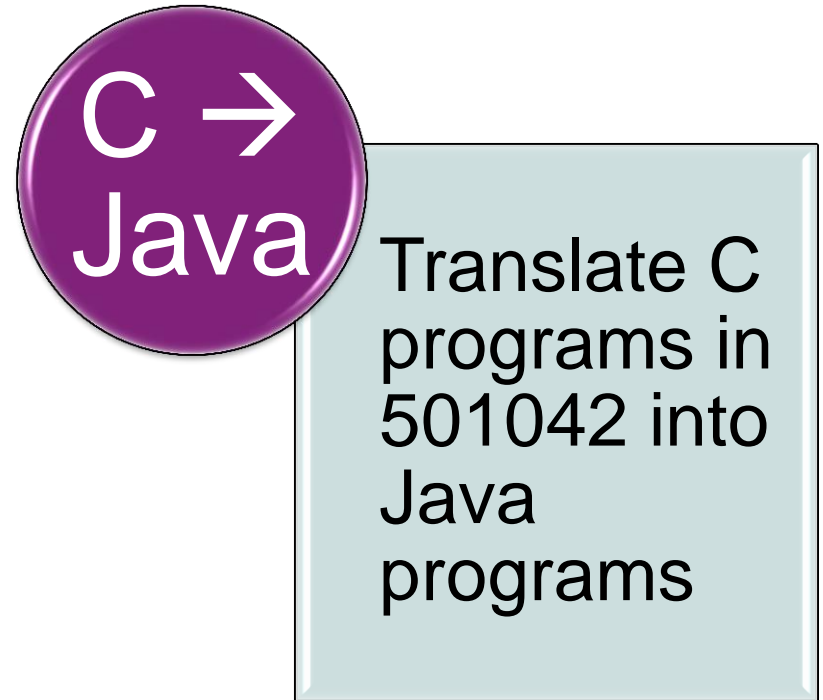 C →
Java
Translate C
programs in
501042 into
Java
programs